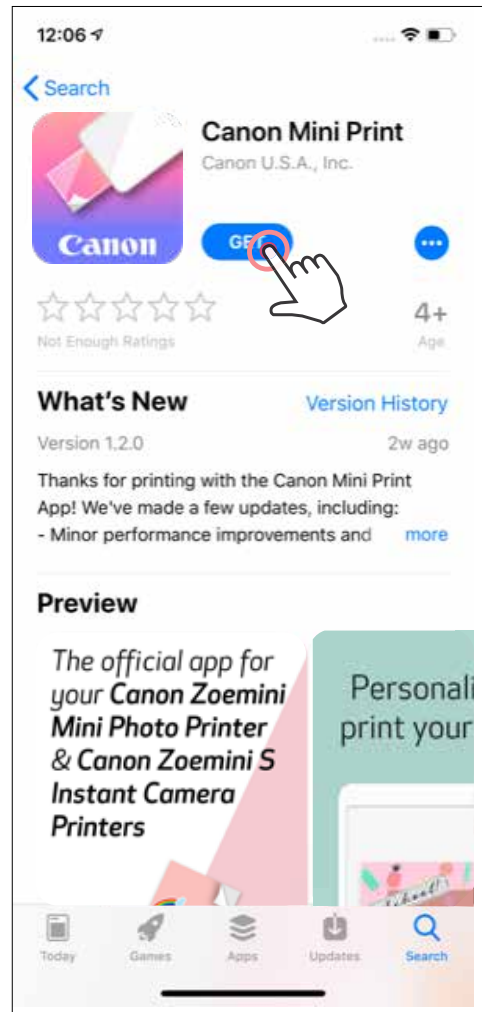 12:06
Search
Canon Mini Print
Canon U.S.A., Inc.
Canon
GET
4+
Not Enough Ratings
Age
What's New
Version History
Version 1.2.0
2w ago
Thanks for printing with the Canon Mini Print
App! We've made a few updates, including:
- Minor performance improvements and more
Preview
The official app for
your Canon Zoemini
Mini Photo Printer
& Canon Zoemini S
Instant Camera
Printers
Personali
print your
Today
Games
Apps
Updates
Search